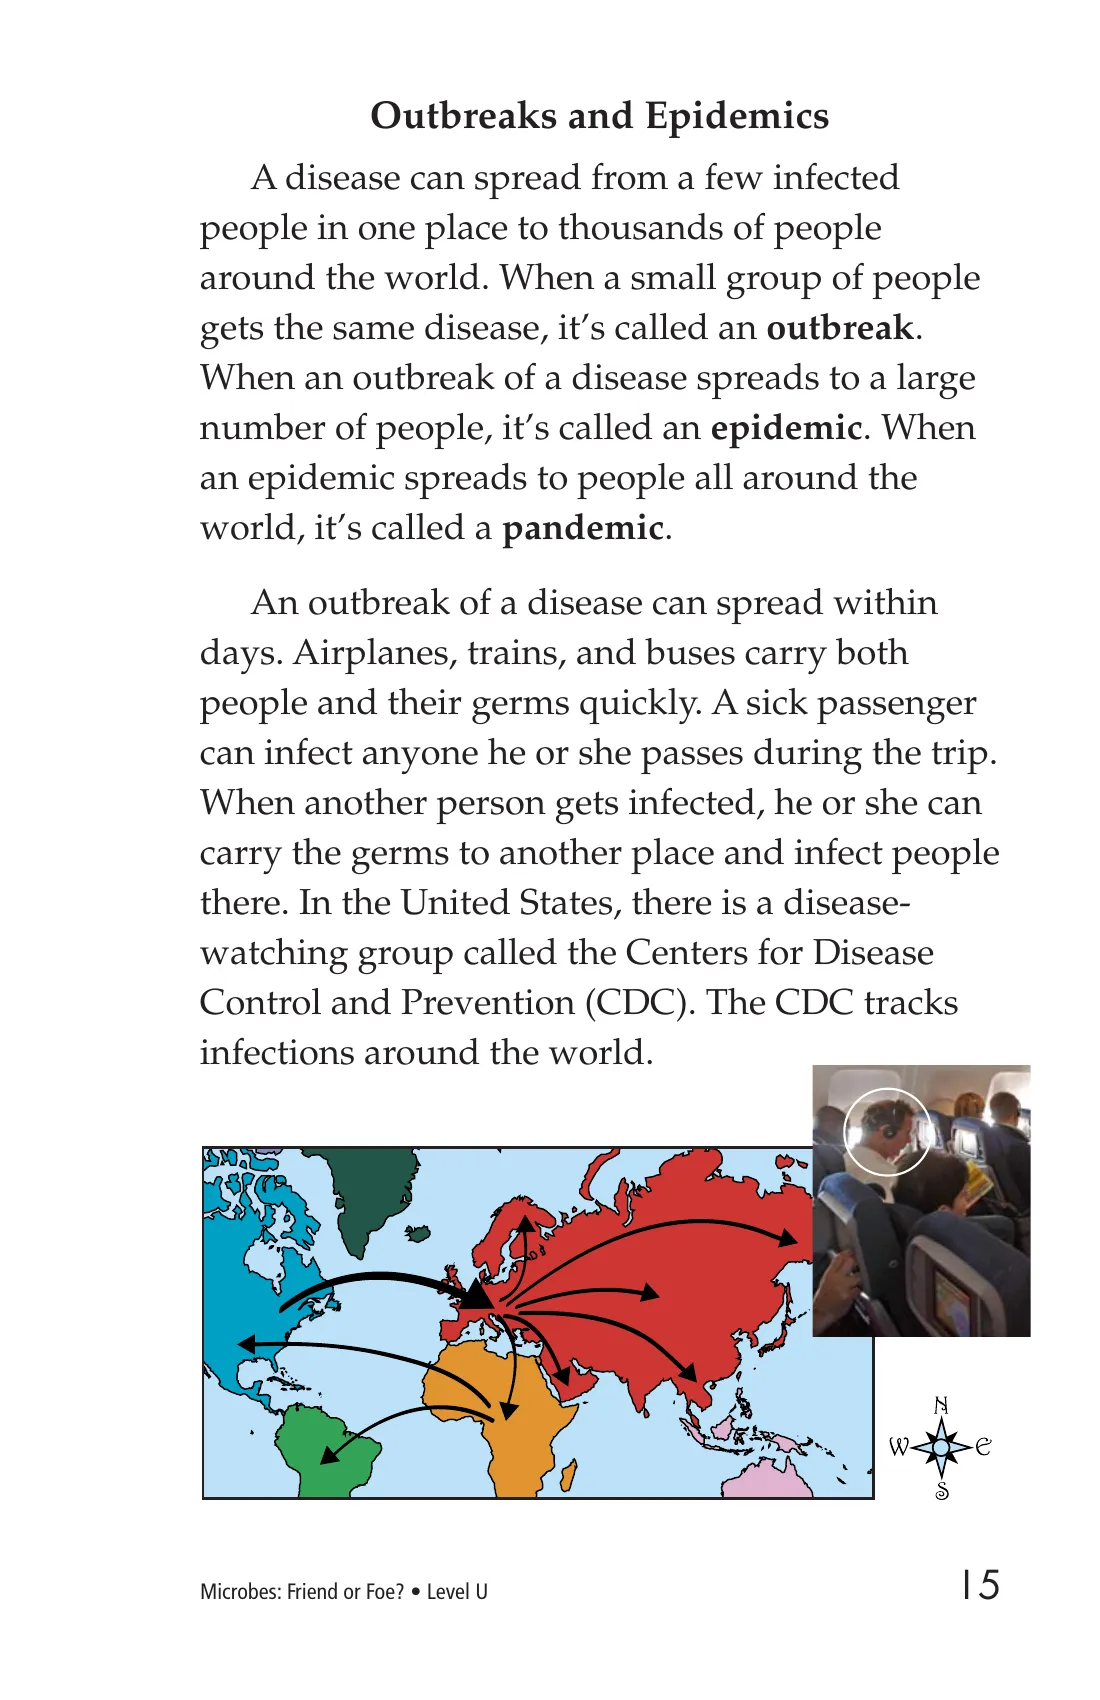 Outbreaks and Epidemics
A disease can spread from a few infected
people in one place to thousands of people
around the world. When a small group of people
gets the same disease, it’s called an outbreak.
When an outbreak of a disease spreads to a large
number of people, it’s called an epidemic. When
an epidemic spreads to people all around the
world, it’s called a pandemic.
An outbreak of a disease can spread within
days. Airplanes, trains, and buses carry both
people and their germs quickly. A sick passenger
can infect anyone he or she passes during the trip.
When another person gets infected, he or she can
carry the germs to another place and infect people
there. In the United States, there is a disease-
watching group called the Centers for Disease
Control and Prevention (CDC). The CDC tracks
infections around the world.
N
W E
S
Microbes: Friend or Foe? • Level U 15